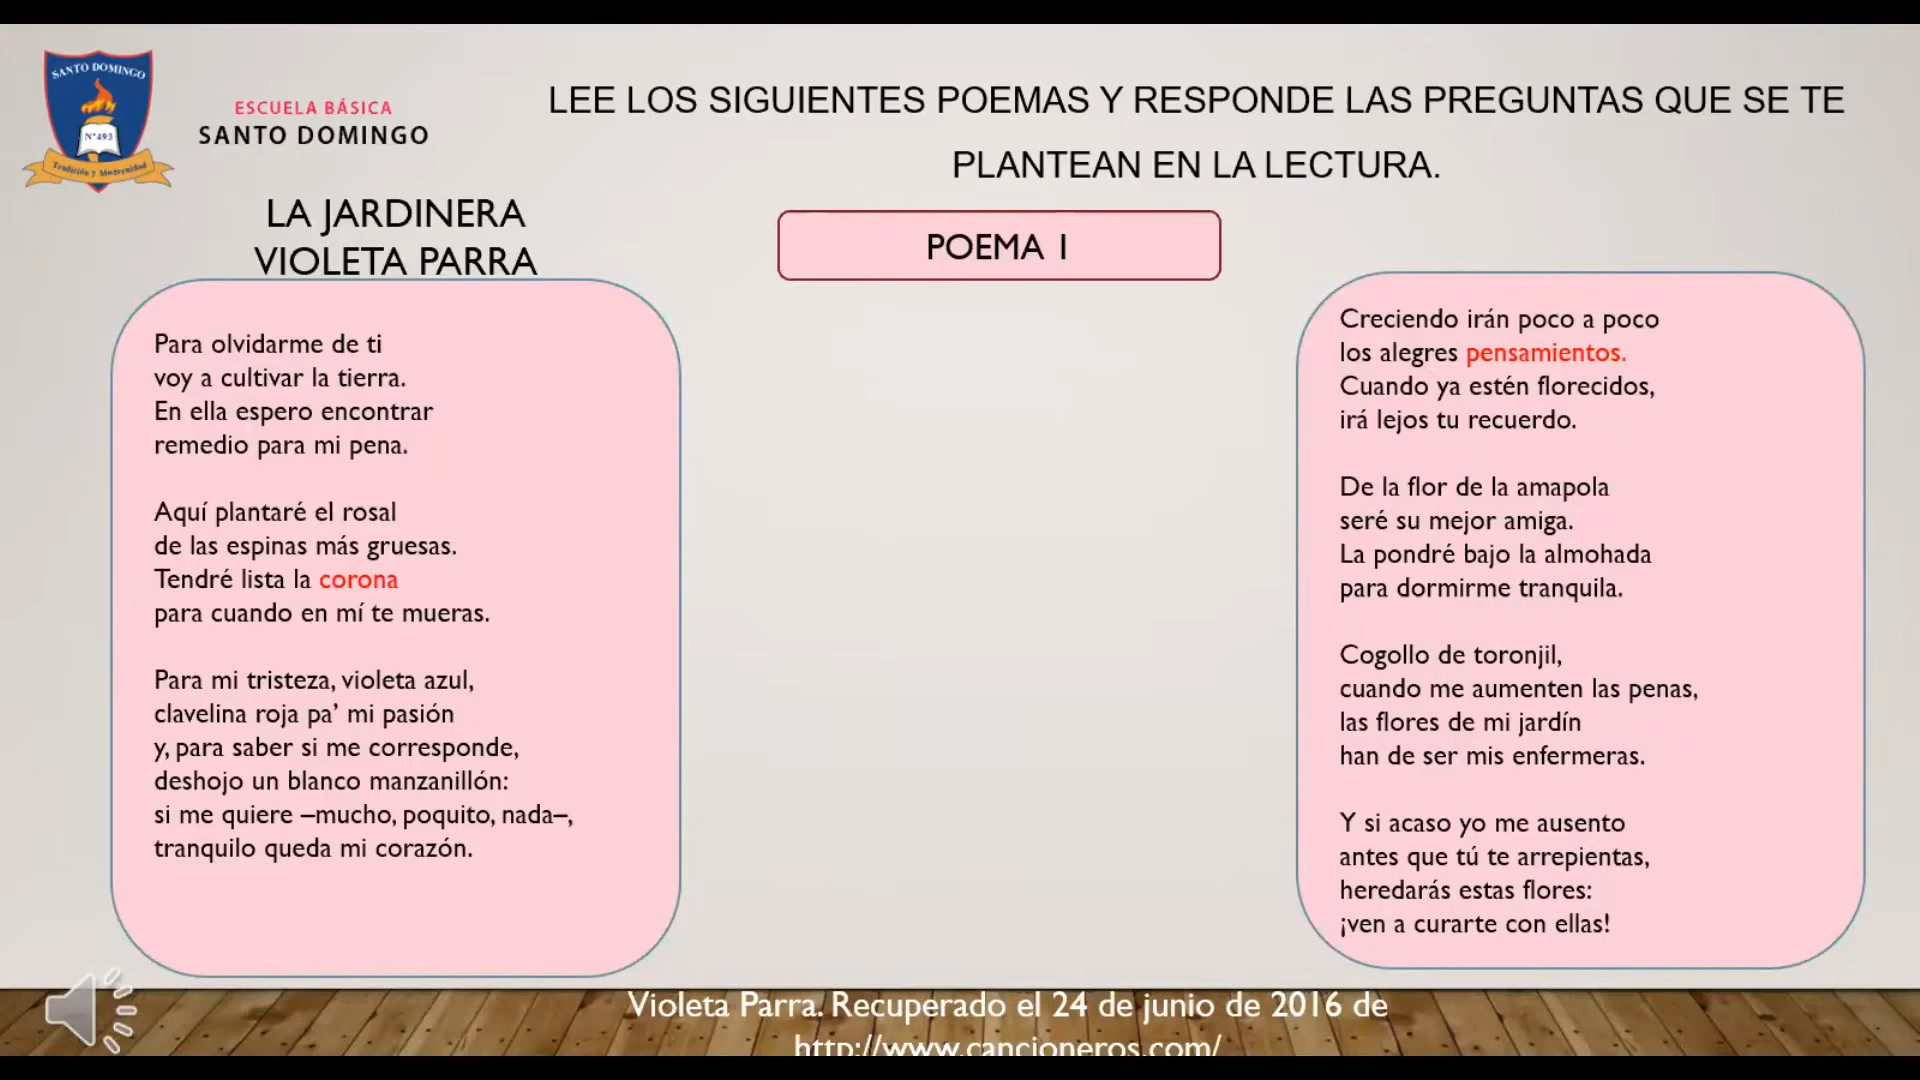 SANTO DOMINGO
N°493
Tradición y Modernidad
ESCUELA BÁSICA
SANTO DOMINGO
LEE LOS SIGUIENTES POEMAS Y RESPONDE LAS PREGUNTAS QUE SE TE
PLANTEAN EN LA LECTURA.
LA JARDINERA
VIOLETA PARRA
POEMA 1
Para olvidarme de ti
voy a cultivar la tierra.
En ella espero encontrar
remedio para mi pena.
Aquí plantaré el rosal
de las espinas más gruesas.
Tendré lista la corona
para cuando en mí te mueras.
Para mi tristeza, violeta azul,
clavelina roja pa’ mi pasión
y, para saber si me corresponde,
deshojo un blanco manzanillón:
si me quiere –mucho, poquito, nada–,
tranquilo queda mi corazón.
Creciendo irán poco a poco
los alegres pensamientos.
Cuando ya estén florecidos,
irá lejos tu recuerdo.
De la flor de la amapola
seré su mejor amiga.
La pondré bajo la almohada
para dormirme tranquila.
Cogollo de toronjil,
cuando me aumenten las penas,
las flores de mi jardín
han de ser mis enfermeras.
Y si acaso yo me ausento
antes que tú te arrepientas,
heredarás estas flores:
¡ven a curarte con ellas!
Violeta Parra. Recuperado el 24 de junio de 2016 de
http://www.cancioneros.com/